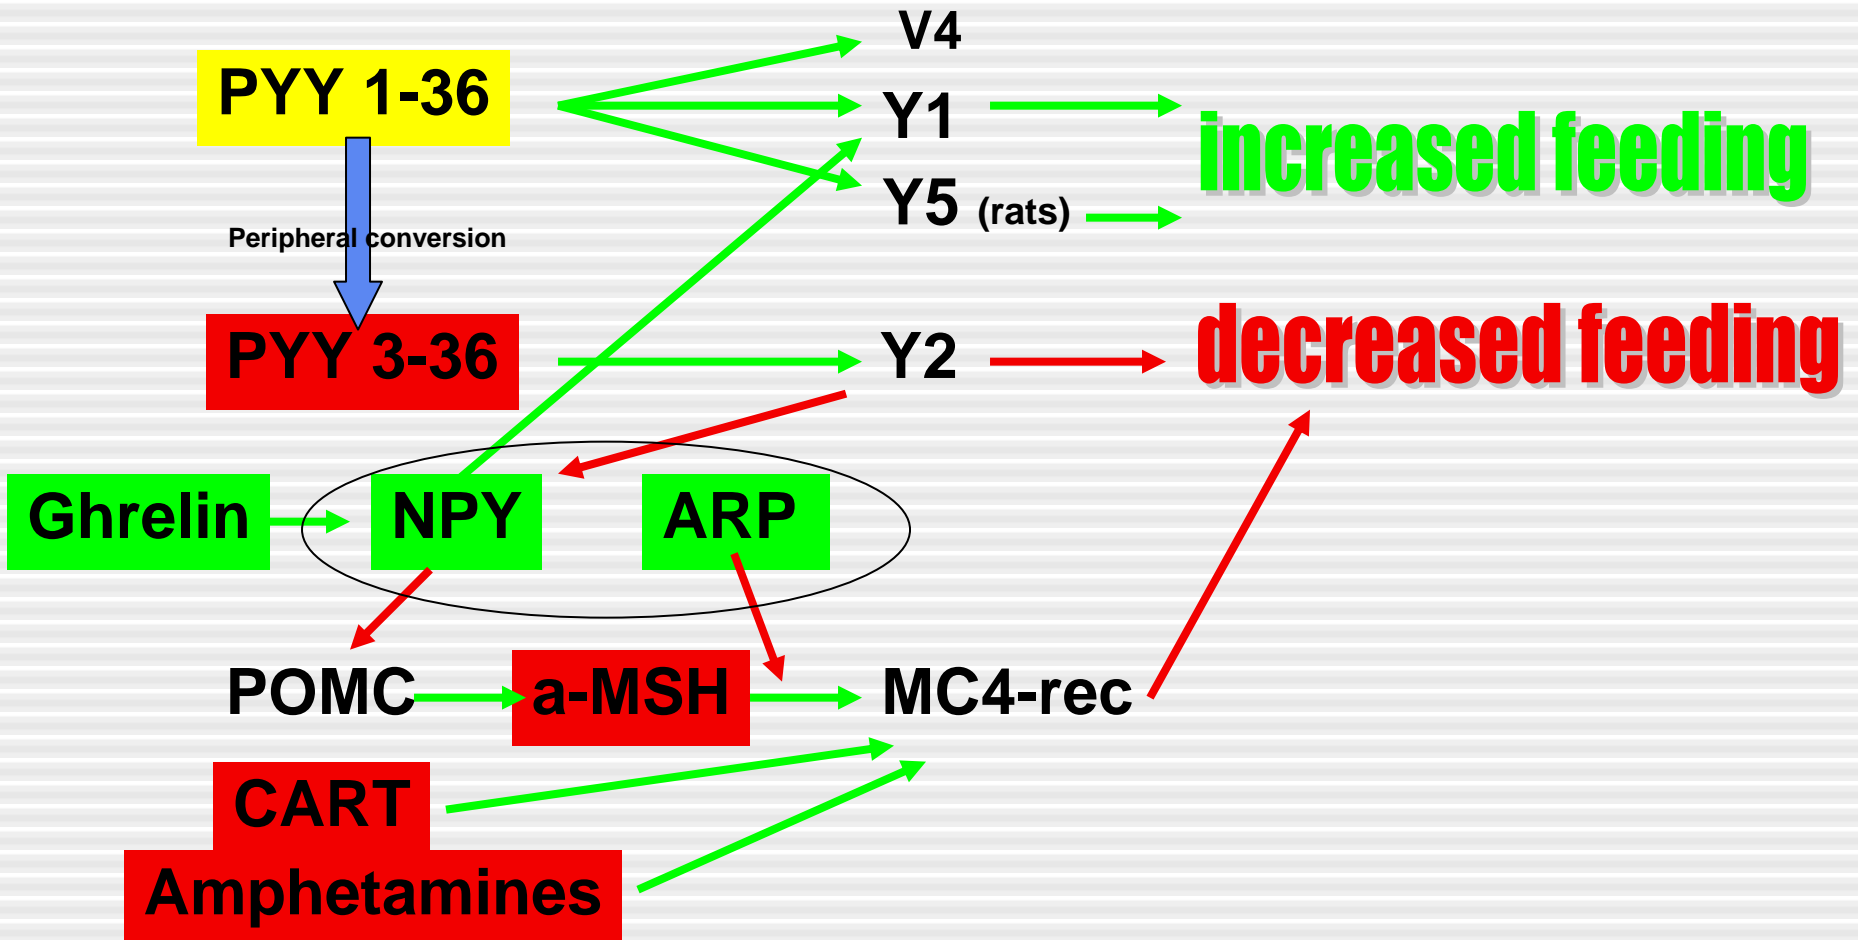 V4
PYY 1-36
Y1
increased feeding
Y5 (rats)
Peripheral conversion
PYY 3-36
Y2
decreased feeding
Ghrelin
NPY
ARP
POMC
a-MSH
MC4-rec
CART
Amphetamines